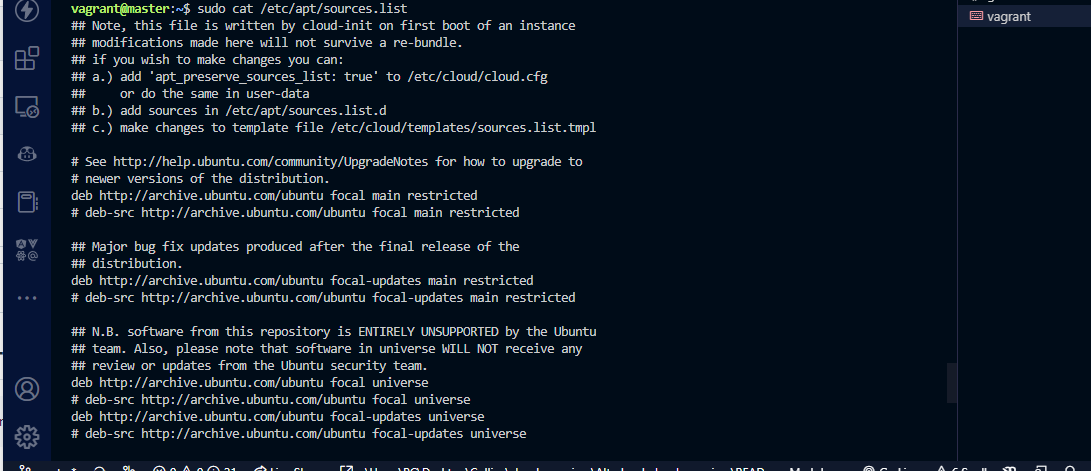 vagrant@master:~$ sudo cat /etc/apt/sources.list
## Note, this file is written by cloud-init on first boot of an instance
## modifications made here will not survive a re-bundle.
## if you wish to make changes you can:
## a.) add 'apt_preserve_sources_list: true' to /etc/cloud/cloud.cfg
##     or do the same in user-data
## b.) add sources in /etc/apt/sources.list.d
## c.) make changes to template file /etc/cloud/templates/sources.list.tmpl
# See http://help.ubuntu.com/community/UpgradeNotes for how to upgrade to
# newer versions of the distribution.
deb http://archive.ubuntu.com/ubuntu focal main restricted
# deb-src http://archive.ubuntu.com/ubuntu focal main restricted
## Major bug fix updates produced after the final release of the
## distribution.
deb http://archive.ubuntu.com/ubuntu focal-updates main restricted
# deb-src http://archive.ubuntu.com/ubuntu focal-updates main restricted
## N.B. software from this repository is ENTIRELY UNSUPPORTED by the Ubuntu
## team. Also, please note that software in universe WILL NOT receive any
## review or updates from the Ubuntu security team.
deb http://archive.ubuntu.com/ubuntu focal universe
# deb-src http://archive.ubuntu.com/ubuntu focal universe
deb http://archive.ubuntu.com/ubuntu focal-updates universe
# deb-src http://archive.ubuntu.com/ubuntu focal-updates universe
vagrant